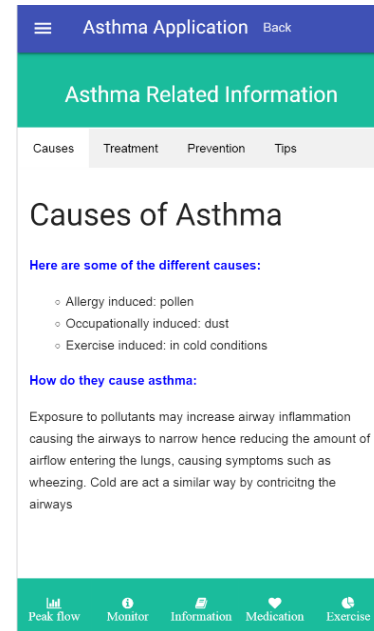 Asthma Application Back
Asthma Related Information
Causes Treatment Prevention Tips
Causes of Asthma
Here are some of the different causes:
Allergy induced: pollen
Occupationally induced: dust
Exercise induced: in cold conditions
How do they cause asthma:
Exposure to pollutants may increase airway inflammation
causing the airways to narrow hence reducing the amount of
airflow entering the lungs, causing symptoms such as
wheezing. Cold are act a similar way by contricitng the
airways
Peak flow Monitor Information Medication Exercise